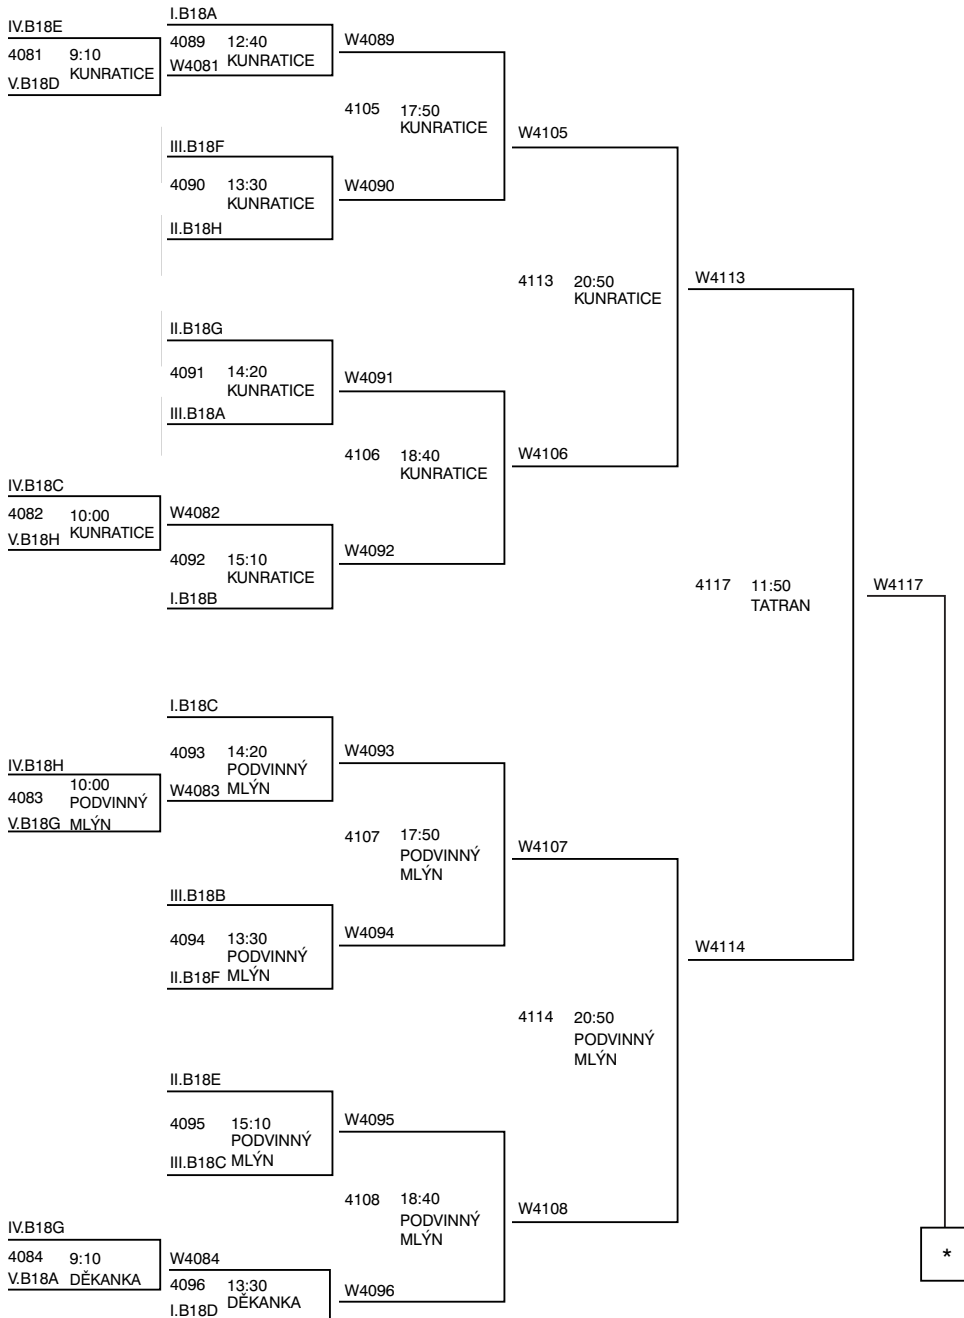 I.B18A
IV.B18E
4089 12:40 W4089
4081 9:10 KUNRATICE
KUNRATICE W4081
V.B18D
4105 17:50
KUNRATICE
W4105
III.B18F
4090 13:30 W4090
KUNRATICE
II.B18H
4113 20:50 W4113
KUNRATICE
II.B18G
4091 14:20 W4091
KUNRATICE
III.B18A
4106 18:40 W4106
KUNRATICE
IV.B18C
4082 10:00 W4082
V.B18H KUNRATICE
W4092
4092 15:10
KUNRATICE
I.B18B
4117 11:50 W4117
TATRAN
I.B18C
4093 14:20 W4093
PODVINNÝ
IV.B18H
W4083 MLÝN
10:00
4083 PODVINNÝ
V.B18G MLÝN
4107 17:50
PODVINNÝ
MLÝN
W4107
III.B18B
4094 13:30 W4094
PODVINNÝ
II.B18F MLÝN
W4114
4114 20:50
PODVINNÝ
MLÝN
II.B18E
4095 15:10 W4095
PODVINNÝ
III.B18C MLÝN
4108 18:40 W4108
PODVINNÝ
MLÝN
IV.B18G
4084 9:10 W4084
V.B18A DĚKANKA
4096 13:30 W4096
DĚKANKA
I.B18D
*